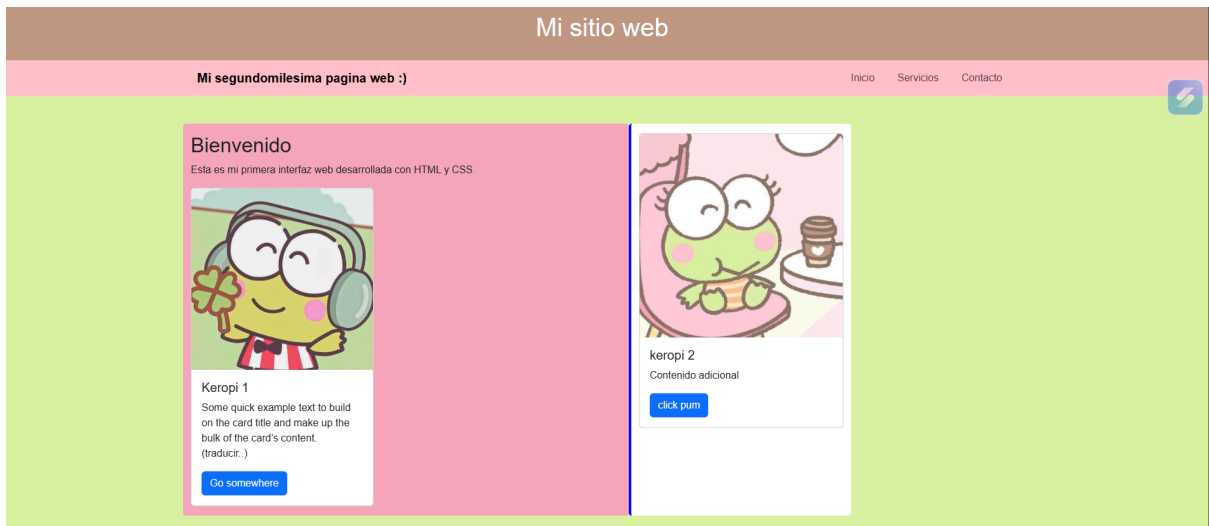 Mi sitio web
Mi segundomilesima pagina web :)
Inicio Servicios Contacto
Bienvenido
Esta es mi primera interfaz web desarrollada con HTML y CSS.
Keropi 1
Some quick example text to build
on the card title and make up the
bulk of the card's content.
(traducir..)
Go somewhere
keropi 2
Contenido adicional
click pum